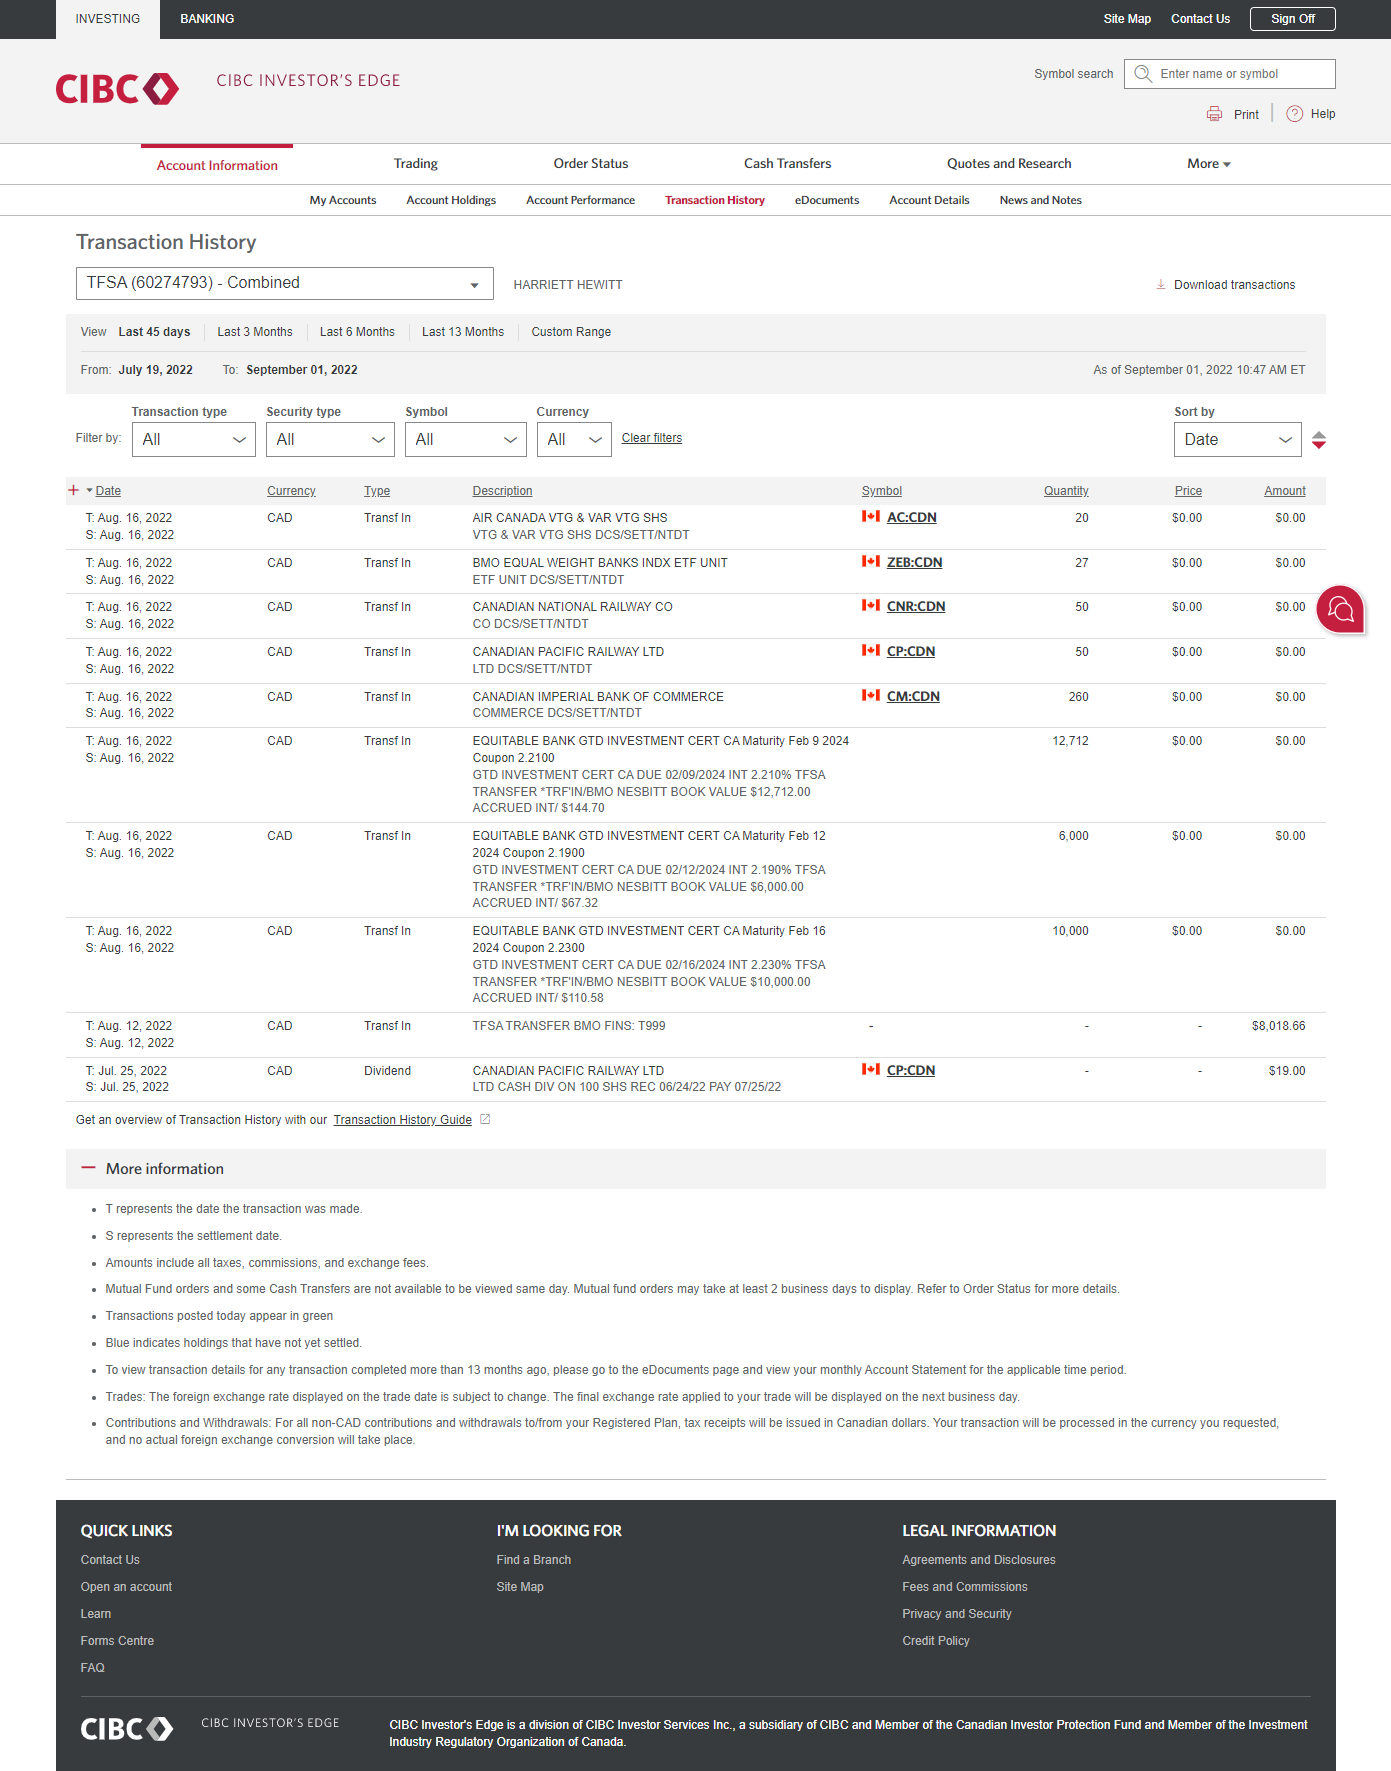 INVESTING BANKING Site Map Contact Us Sign Off
CIBC CIBC INVESTOR'S EDGE Symbol search Enter name or symbol
Print Help
Account Information Trading Order Status Cash Transfers Quotes and Research More
My Accounts Account Holdings Account Performance Transaction History eDocuments Account Details News and Notes
Transaction History
TFSA (60274793) - Combined HARRIETT HEWITT Download transactions
View Last 45 days Last 3 Months Last 6 Months Last 13 Months Custom Range
From: July 19, 2022 To: September 01, 2022 As of September 01, 2022 10:47 AM ET
Transaction type Security type Symbol Currency Sort by
Filter by: All All All All Clear filters Date
+ Date Currency Type Description Symbol Quantity Price Amount
T: Aug. 16, 2022 CAD Transf In AIR CANADA VTG & VAR VTG SHS AC:CDN 20 $0.00 $0.00
S: Aug. 16, 2022 VTG & VAR VTG SHS DCS/SETT/NTDT
T: Aug. 16, 2022 CAD Transf In BMO EQUAL WEIGHT BANKS INDX ETF UNIT ZEB:CDN 27 $0.00 $0.00
S: Aug. 16, 2022 ETF UNIT DCS/SETT/NTDT
T: Aug. 16, 2022 CAD Transf In CANADIAN NATIONAL RAILWAY CO CNR:CDN 50 $0.00 $0.00
S: Aug. 16, 2022 CO DCS/SETT/NTDT
T: Aug. 16, 2022 CAD Transf In CANADIAN PACIFIC RAILWAY LTD CP:CDN 50 $0.00 $0.00
S: Aug. 16, 2022 LTD DCS/SETT/NTDT
T: Aug. 16, 2022 CAD Transf In CANADIAN IMPERIAL BANK OF COMMERCE CM:CDN 260 $0.00 $0.00
S: Aug. 16, 2022 COMMERCE DCS/SETT/NTDT
T: Aug. 16, 2022 CAD Transf In EQUITABLE BANK GTD INVESTMENT CERT CA Maturity Feb 9 2024 12,712 $0.00 $0.00
S: Aug. 16, 2022 Coupon 2.2100
GTD INVESTMENT CERT CA DUE 02/09/2024 INT 2.210% TFSA
TRANSFER *TRF'IN/BMO NESBITT BOOK VALUE $12,712.00
ACCRUED INT/ $144.70
T: Aug. 16, 2022 CAD Transf In EQUITABLE BANK GTD INVESTMENT CERT CA Maturity Feb 12 6,000 $0.00 $0.00
S: Aug. 16, 2022 2024 Coupon 2.1900
GTD INVESTMENT CERT CA DUE 02/12/2024 INT 2.190% TFSA
TRANSFER *TRF'IN/BMO NESBITT BOOK VALUE $6,000.00
ACCRUED INT/ $67.32
T: Aug. 16, 2022 CAD Transf In EQUITABLE BANK GTD INVESTMENT CERT CA Maturity Feb 16 10,000 $0.00 $0.00
S: Aug. 16, 2022 2024 Coupon 2.2300
GTD INVESTMENT CERT CA DUE 02/16/2024 INT 2.230% TFSA
TRANSFER *TRF'IN/BMO NESBITT BOOK VALUE $10,000.00
ACCRUED INT/ $110.58
T: Aug. 12, 2022 CAD Transf In TFSA TRANSFER BMO FINS: T999 - - - $8,018.66
S: Aug. 12, 2022
T: Jul. 25, 2022 CAD Dividend CANADIAN PACIFIC RAILWAY LTD CP:CDN - - $19.00
S: Jul. 25, 2022 LTD CASH DIV ON 100 SHS REC 06/24/22 PAY 07/25/22
Get an overview of Transaction History with our Transaction History Guide
More information
• T represents the date the transaction was made.
• S represents the settlement date.
• Amounts include all taxes, commissions, and exchange fees.
• Mutual Fund orders and some Cash Transfers are not available to be viewed same day. Mutual fund orders may take at least 2 business days to display. Refer to Order Status for more details.
• Transactions posted today appear in green
• Blue indicates holdings that have not yet settled.
• To view transaction details for any transaction completed more than 13 months ago, please go to the eDocuments page and view your monthly Account Statement for the applicable time period.
• Trades: The foreign exchange rate displayed on the trade date is subject to change. The final exchange rate applied to your trade will be displayed on the next business day.
• Contributions and Withdrawals: For all non-CAD contributions and withdrawals to/from your Registered Plan, tax receipts will be issued in Canadian dollars. Your transaction will be processed in the currency you requested,
and no actual foreign exchange conversion will take place.
QUICK LINKS I'M LOOKING FOR LEGAL INFORMATION
Contact Us Find a Branch Agreements and Disclosures
Open an account Site Map Fees and Commissions
Learn Privacy and Security
Forms Centre Credit Policy
FAQ
CIBC CIBC INVESTOR'S EDGE CIBC Investor's Edge is a division of CIBC Investor Services Inc., a subsidiary of CIBC and Member of the Canadian Investor Protection Fund and Member of the Investment
Industry Regulatory Organization of Canada.